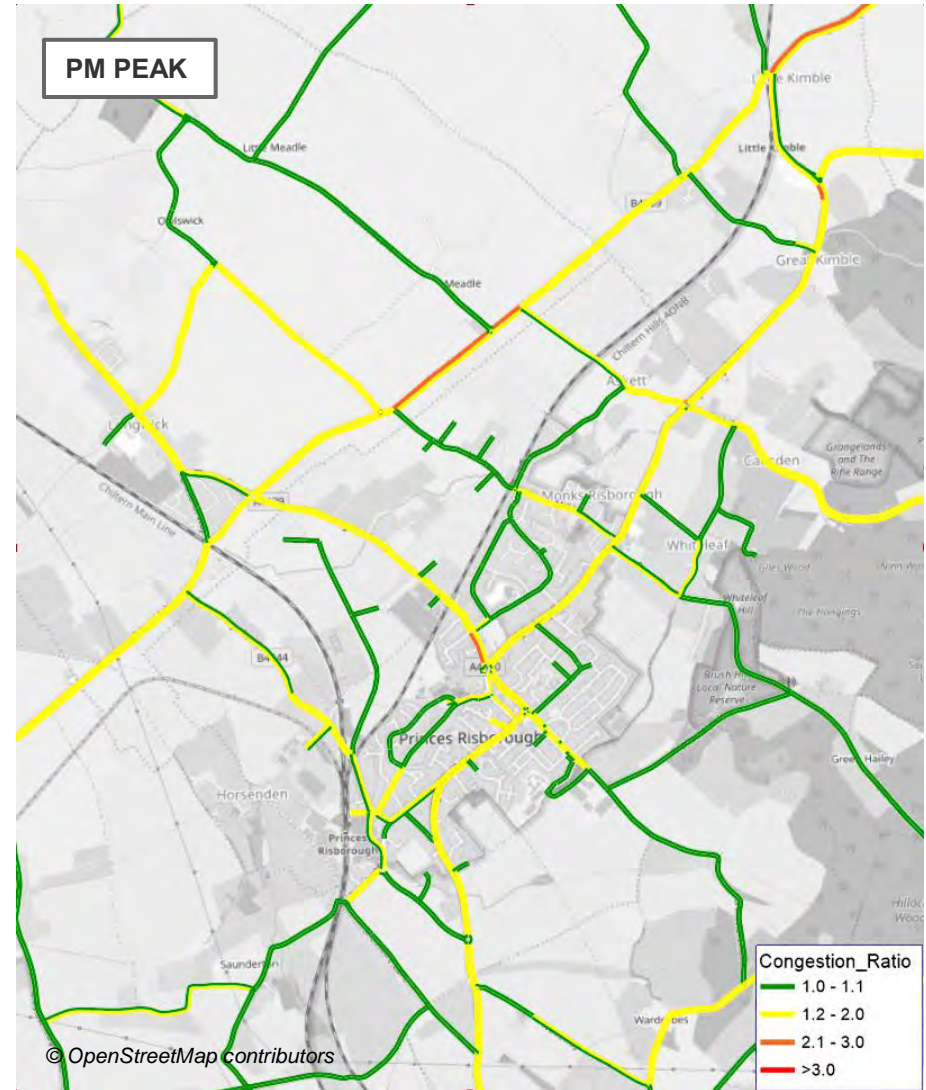 PM PEAK
Little Kimble
Little Meadle
Little Kimble
Great Kimble
Meadle
Chiltern Hills AONB
Askett
Longwick
Grangelands
and The
Rifle Range
Cadsden
Chiltern Main Line
Monks Risborough
Whiteleaf
Giles Wood
Whiteleaf
Hill
The Hangings
B4444
A4010
Brush Hill
Local Nature
Reserve
Princes Risborough
Green Hailey
Horsenden
Princes
Risborough
Saunderton
Wardrobes
Congestion_Ratio
1.0 - 1.1
1.2 - 2.0
2.1 - 3.0
>3.0
© OpenStreetMap contributors